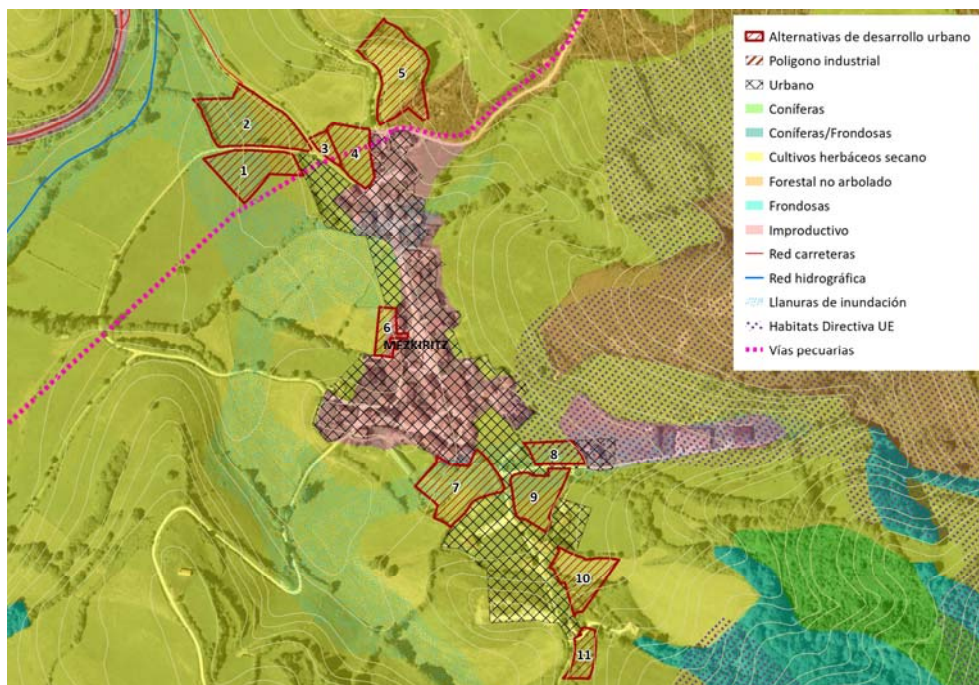 Alternativas de desarrollo urbano
Poligono industrial
Urbano
Coníferas
Coníferas/Frondosas
Cultivos herbáceos secano
Forestal no arbolado
Frondosas
Improductivo
Red carreteras
Red hidrográfica
Llanuras de inundación
Habitats Directiva UE
Vías pecuarias
5
2
3
4
1
6
MEZKIRITZ
8
7
9
10
11